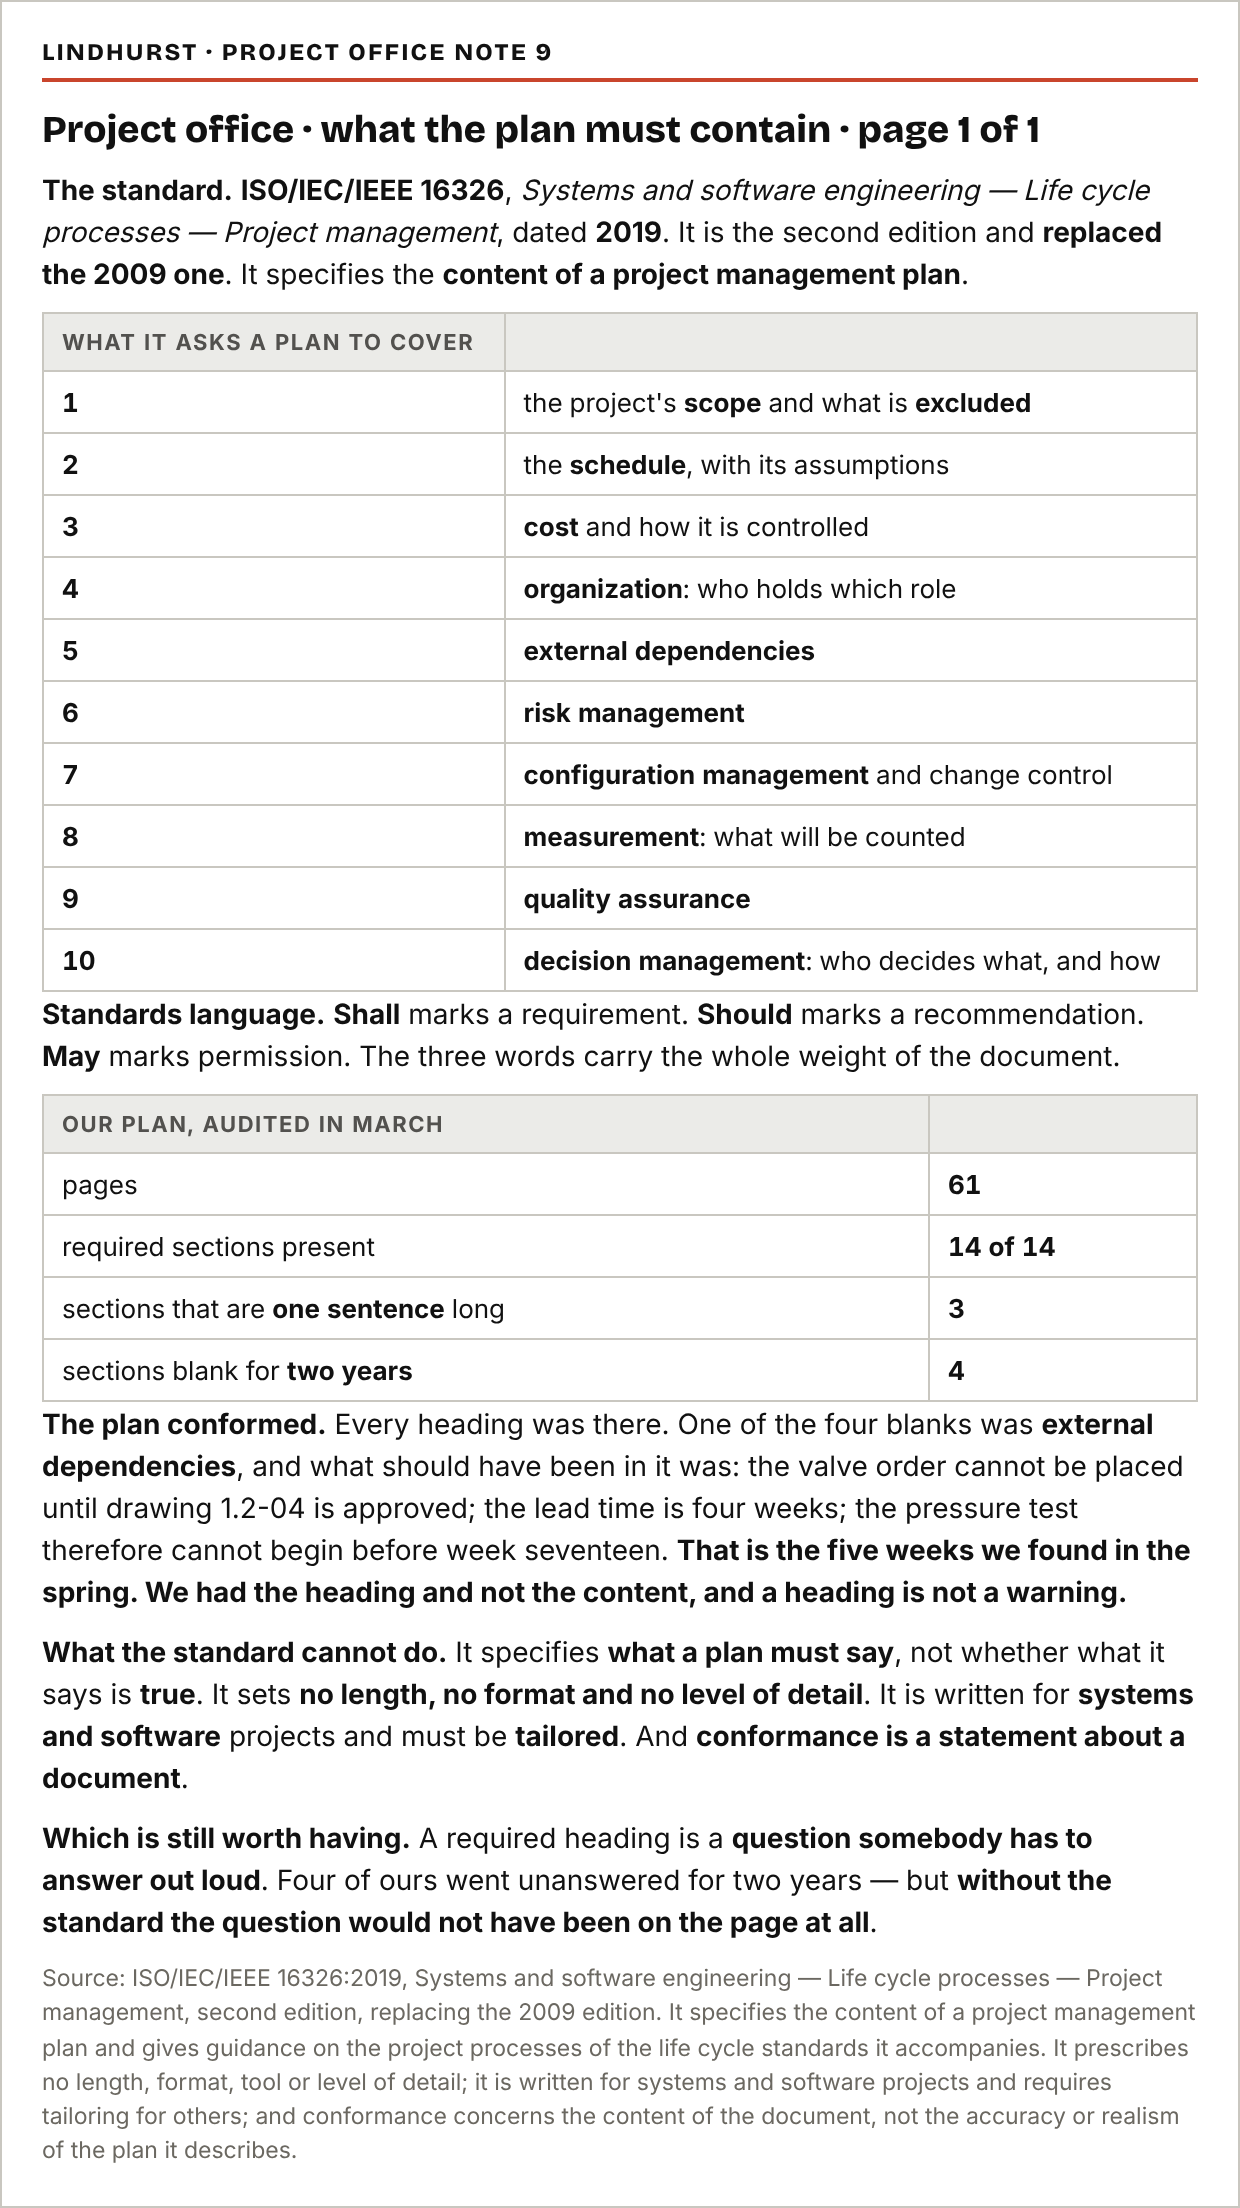 LINDHURST · PROJECT OFFICE NOTE 9
Project office · what the plan must contain · page 1 of 1
The standard. ISO/IEC/IEEE 16326, Systems and software engineering — Life cycle
processes — Project management, dated 2019. It is the second edition and replaced
the 2009 one. It specifies the content of a project management plan.
WHAT IT ASKS A PLAN TO COVER
1 the project's scope and what is excluded
2 the schedule, with its assumptions
3 cost and how it is controlled
4 organization: who holds which role
5 external dependencies
6 risk management
7 configuration management and change control
8 measurement: what will be counted
9 quality assurance
10 decision management: who decides what, and how
Standards language. Shall marks a requirement. Should marks a recommendation.
May marks permission. The three words carry the whole weight of the document.
OUR PLAN, AUDITED IN MARCH
pages 61
required sections present 14 of 14
sections that are one sentence long 3
sections blank for two years 4
The plan conformed. Every heading was there. One of the four blanks was external
dependencies, and what should have been in it was: the valve order cannot be placed
until drawing 1.2-04 is approved; the lead time is four weeks; the pressure test
therefore cannot begin before week seventeen. That is the five weeks we found in the
spring. We had the heading and not the content, and a heading is not a warning.
What the standard cannot do. It specifies what a plan must say, not whether what it
says is true. It sets no length, no format and no level of detail. It is written for systems
and software projects and must be tailored. And conformance is a statement about a
document.
Which is still worth having. A required heading is a question somebody has to
answer out loud. Four of ours went unanswered for two years — but without the
standard the question would not have been on the page at all.
Source: ISO/IEC/IEEE 16326:2019, Systems and software engineering — Life cycle processes — Project
management, second edition, replacing the 2009 edition. It specifies the content of a project management
plan and gives guidance on the project processes of the life cycle standards it accompanies. It prescribes
no length, format, tool or level of detail; it is written for systems and software projects and requires
tailoring for others; and conformance concerns the content of the document, not the accuracy or realism
of the plan it describes.